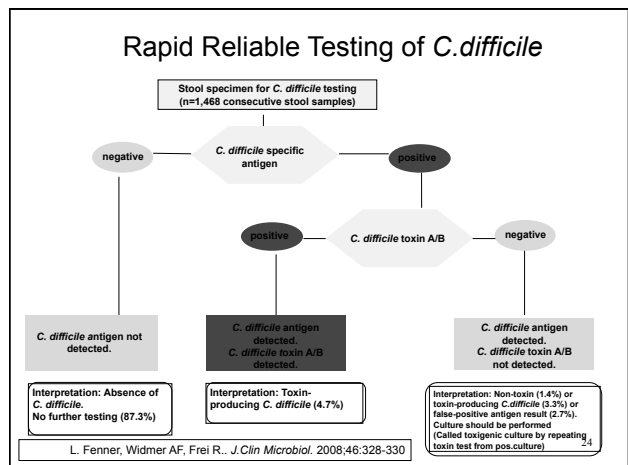 Rapid Reliable Testing of C.difficile
Stool specimen for C. difficile testing
(n=1,468 consecutive stool samples)
negative
C. difficile specific
antigen
positive
positive
C. difficile toxin A/B
negative
C. difficile antigen not
detected.
C. difficile antigen
detected.
C. difficile toxin A/B
detected.
C. difficile antigen
detected.
C. difficile toxin A/B
not detected.
Interpretation: Absence of
C. difficile.
No further testing (87.3%)
Interpretation: Toxin-
producing C. difficile (4.7%)
Interpretation: Non-toxin (1.4%) or
toxin-producing C.difficile (3.3%) or
false-positive antigen result (2.7%).
Culture should be performed
(Called toxigenic culture by repeating
toxin test from pos.culture)
24
L. Fenner, Widmer AF, Frei R.. J.Clin Microbiol. 2008;46:328-330